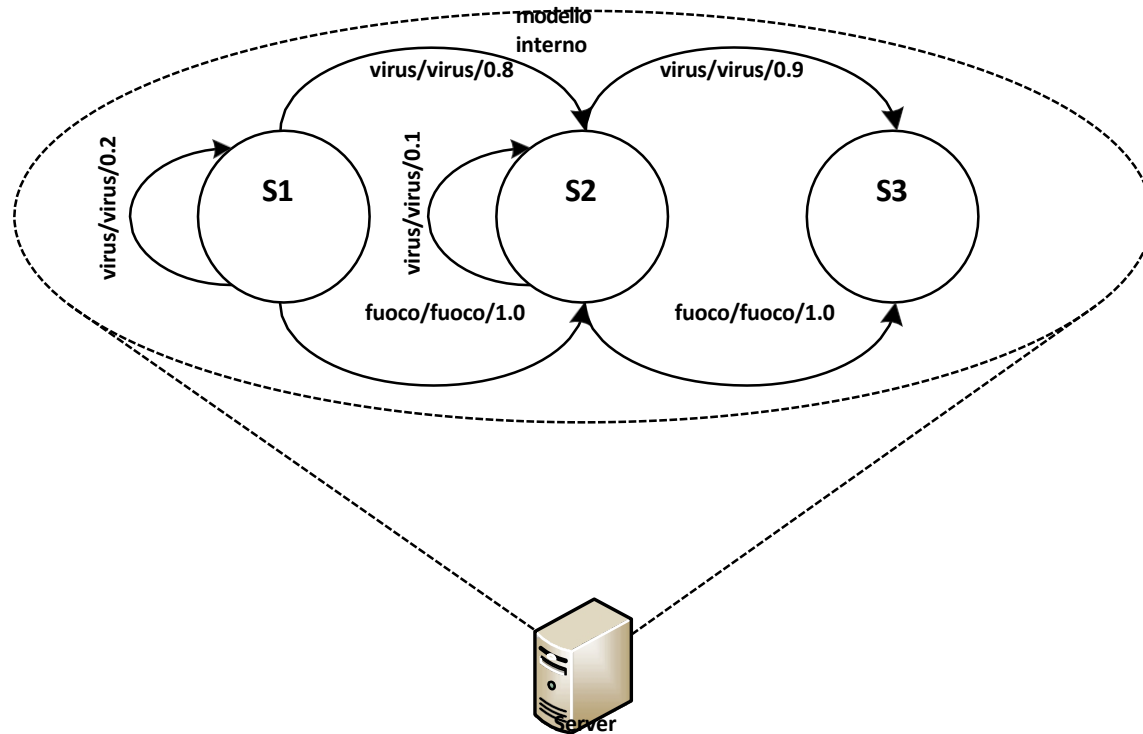 modello
interno
virus/virus/0.8
virus/virus/0.9
virus/virus/0.2
S1
virus/virus/0.1
S2
S3
fuoco/fuoco/1.0
fuoco/fuoco/1.0
Server